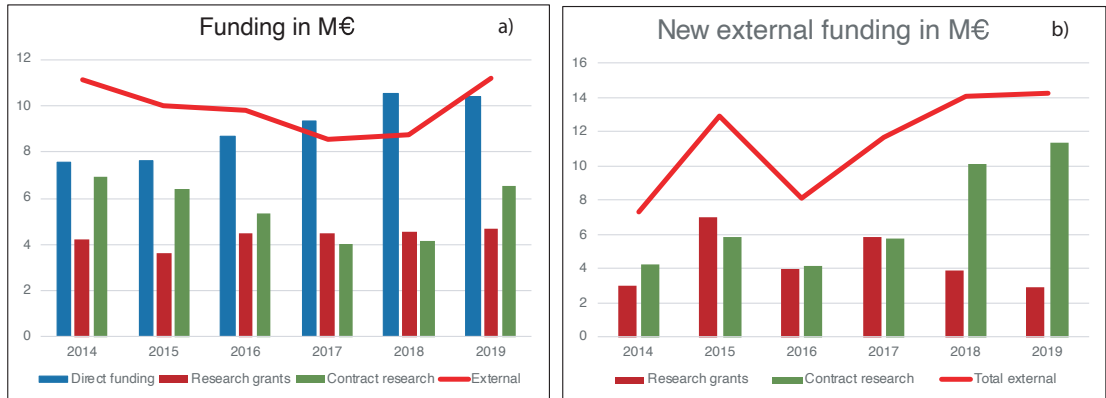 Funding in M€
a)
12
10
8
6
4
2
0
2014 2015 2016 2017 2018 2019
Direct funding Research grants Contract research External
New external funding in M€
b)
16
14
12
10
8
6
4
2
0
2014 2015 2016 2017 2018 2019
Research grants Contract research Total external